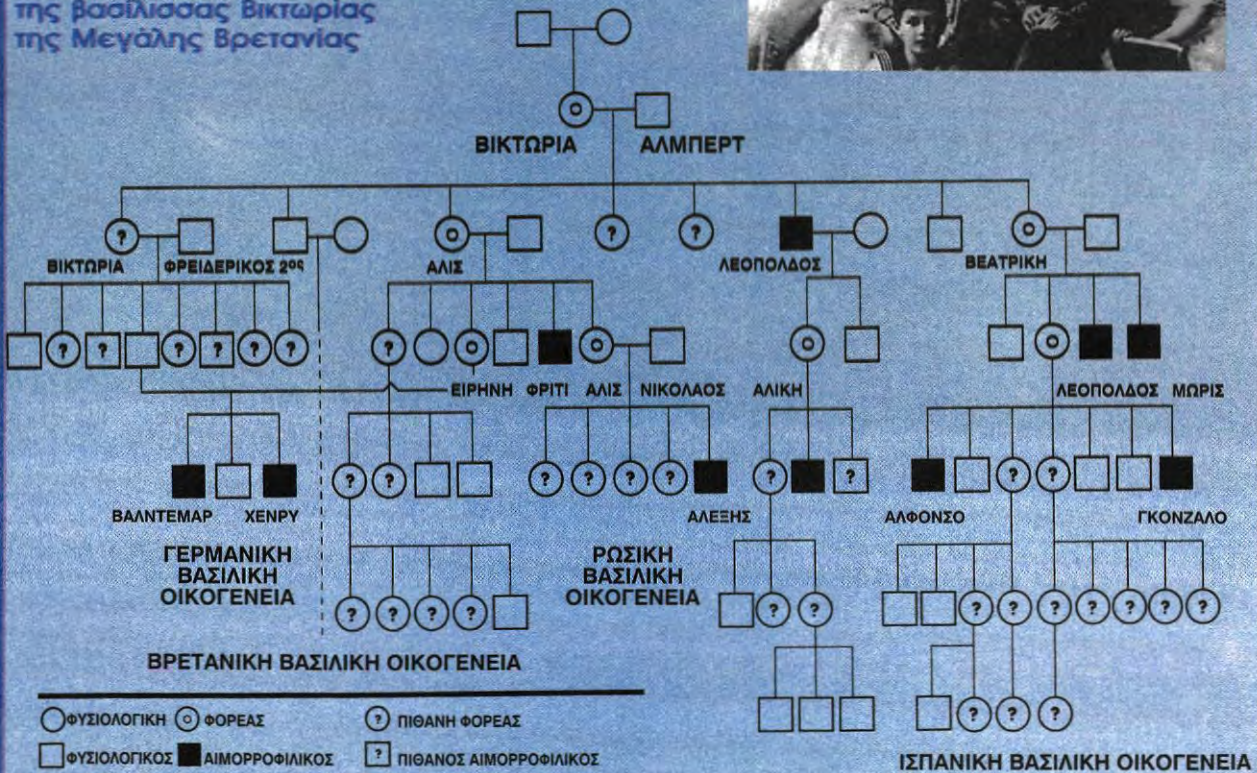 της βασίλισσας Βικτωρίας
της Μεγάλης Βρετανίας
ΒΙΚΤΩΡΙΑ ΑΛΜΠΕΡΤ
ΒΙΚΤΩΡΙΑ ΦΡΕΙΔΕΡΙΚΟΣ 2ος ΑΛΙΣ ΛΕΟΠΟΛΔΟΣ ΒΕΑΤΡΙΚΗ
ΕΙΡΗΝΗ ΦΡΙΤΙ ΑΛΙΣ ΝΙΚΟΛΑΟΣ ΑΛΙΚΗ ΛΕΟΠΟΛΔΟΣ ΜΩΡΙΣ
ΒΑΛΝΤΕΜΑΡ ΧΕΝΡΥ ΑΛΕΞΗΣ ΑΛΦΟΝΣΟ ΓΚΟΝΖΑΛΟ
ΓΕΡΜΑΝΙΚΗ
ΒΑΣΙΛΙΚΗ
ΟΙΚΟΓΕΝΕΙΑ
ΡΩΣΙΚΗ
ΒΑΣΙΛΙΚΗ
ΟΙΚΟΓΕΝΕΙΑ
ΒΡΕΤΑΝΙΚΗ ΒΑΣΙΛΙΚΗ ΟΙΚΟΓΕΝΕΙΑ
ΦΥΣΙΟΛΟΓΙΚΗ ΦΟΡΕΑΣ ? ΠΙΘΑΝΗ ΦΟΡΕΑΣ
ΦΥΣΙΟΛΟΓΙΚΟΣ ΑΙΜΟΡΡΟΦΙΛΙΚΟΣ ? ΠΙΘΑΝΟΣ ΑΙΜΟΡΡΟΦΙΛΙΚΟΣ
ΙΣΠΑΝΙΚΗ ΒΑΣΙΛΙΚΗ ΟΙΚΟΓΕΝΕΙΑ